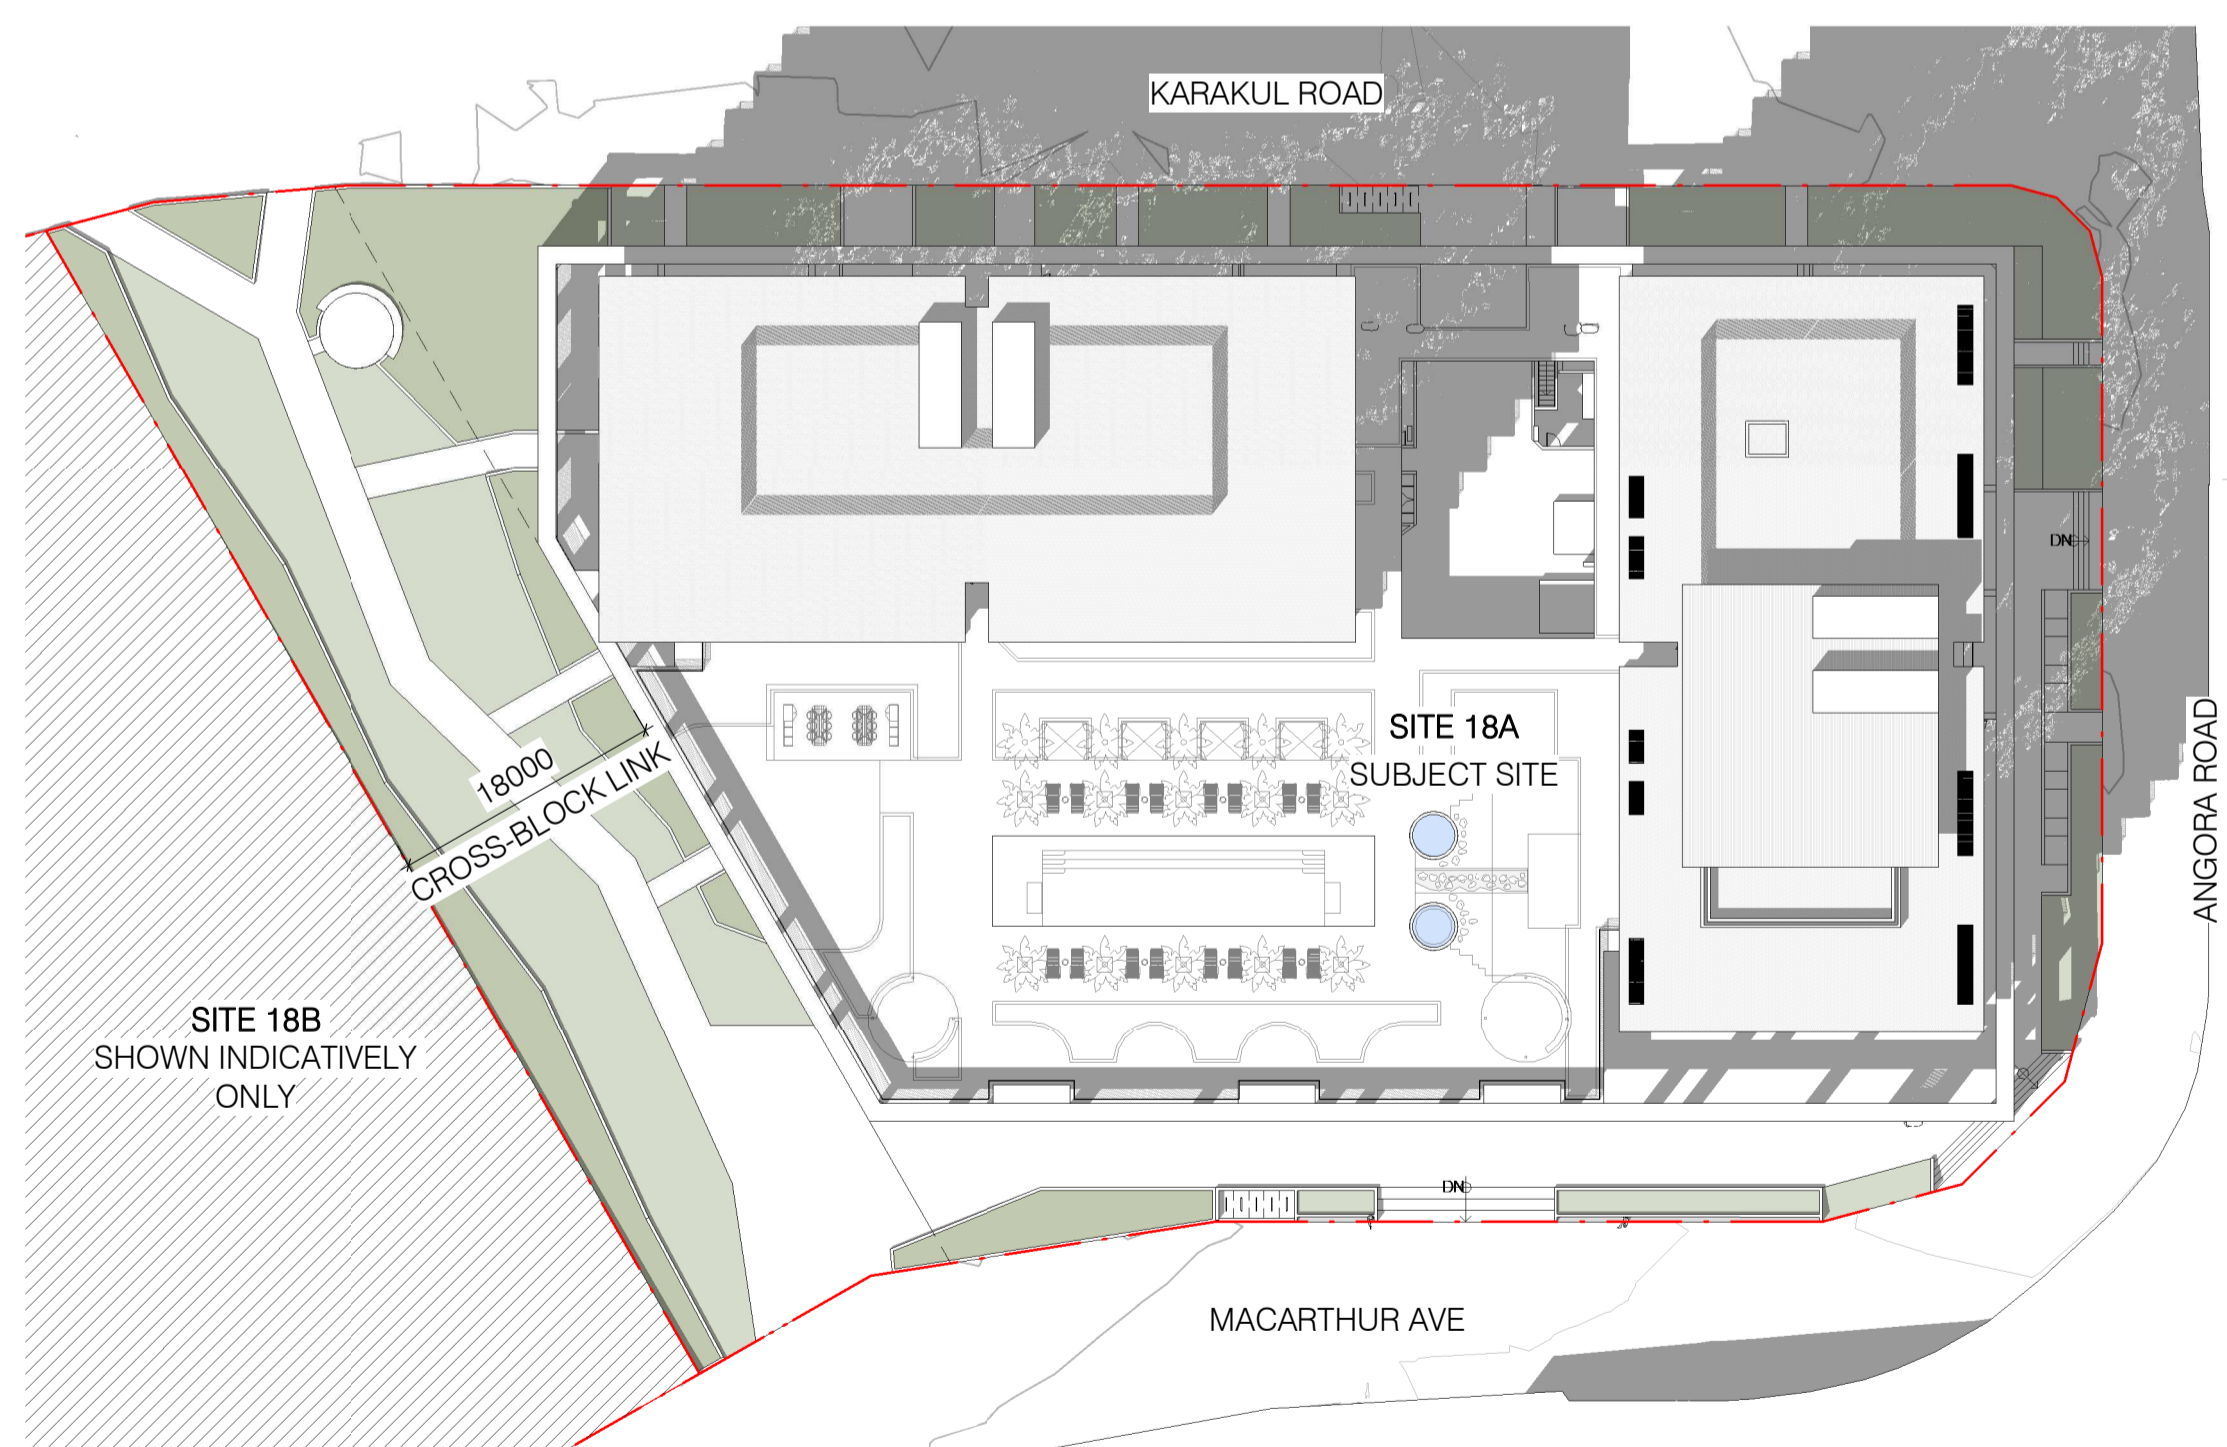 KARAKUL ROAD
DN
SITE 18A
SUBJECT SITE
18000
CROSS-BLOCK LINK
ANGORA ROAD
SITE 18B
SHOWN INDICATIVELY
ONLY
DN
MACARTHUR AVE